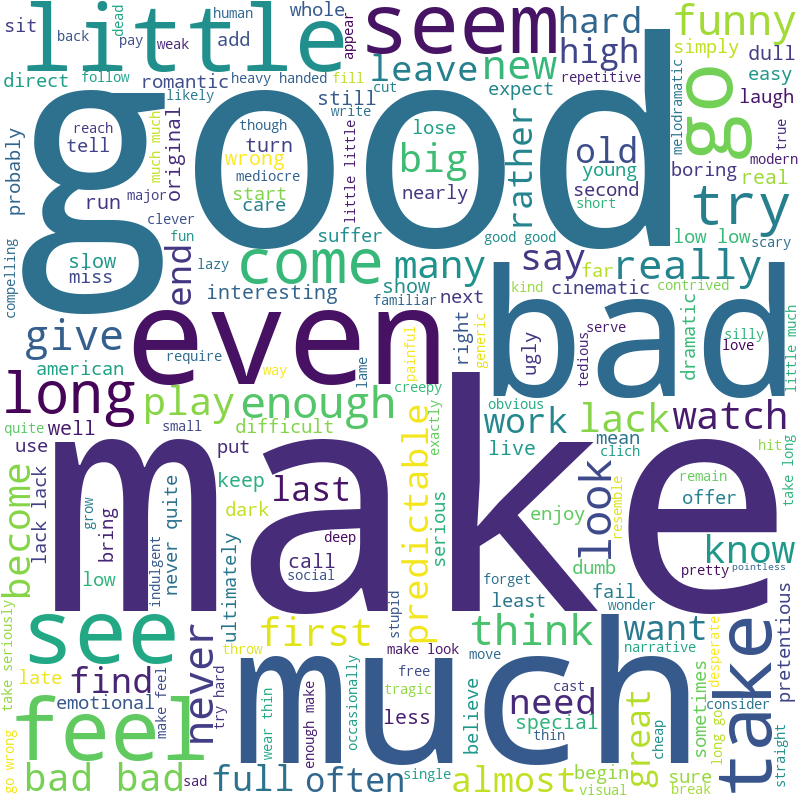 sit
back
dead
pay
weak
little
human
add
whole
appear
seem
hard
high
funny
simply
dull
direct
follow
romantic
likely
heavy handed
fill
still
write
cut
leave
new
expect
repetitive
melodramatic
go
easy
laugh
true
modern
probably
good
reach
tell
run
major
much much
original
though
turn
wrong
mediocre
start
care
little little
lose
big
nearly
rather
old
young
second
short
boring
real
try
clever
fun
lazy
suffer
good good
low low
scary
compelling
slow
miss
end
come
many
say
far
really
interesting
show
familiar
next
kind
cinematic
contrived
give
even
right
generic
ugly
tedious
serve
bad
dramatic
silly
love
little much
american
require
way
lame
painful
creepy
long
play
enough
obvious
work
lack
watch
quite
well
small
difficult
exactly
predictable
mean
clich
hit
use
put
live
look
remain
offer
resemble
take long
become
lack lack
make
keep
last
dark
serious
enjoy
know
grow
bring
never quite
deep
call
social
low
indulgent
ultimately
stupid
forget
dumb
pretty
pointless
least
fail
wonder
take seriously
see
never
first
think
want
pretentious
throw
make look
move
narrative
desperate
late
find
make feel
try hard
much
free
cast
need
sometimes
consider
take
emotional
wear thin
enough make
occasionally
tragic
less
believe
special
thin
great
cheap
long go
straight
go wrong
feel
bad bad
sad
full
often
single
almost
begin
visual
sure
break